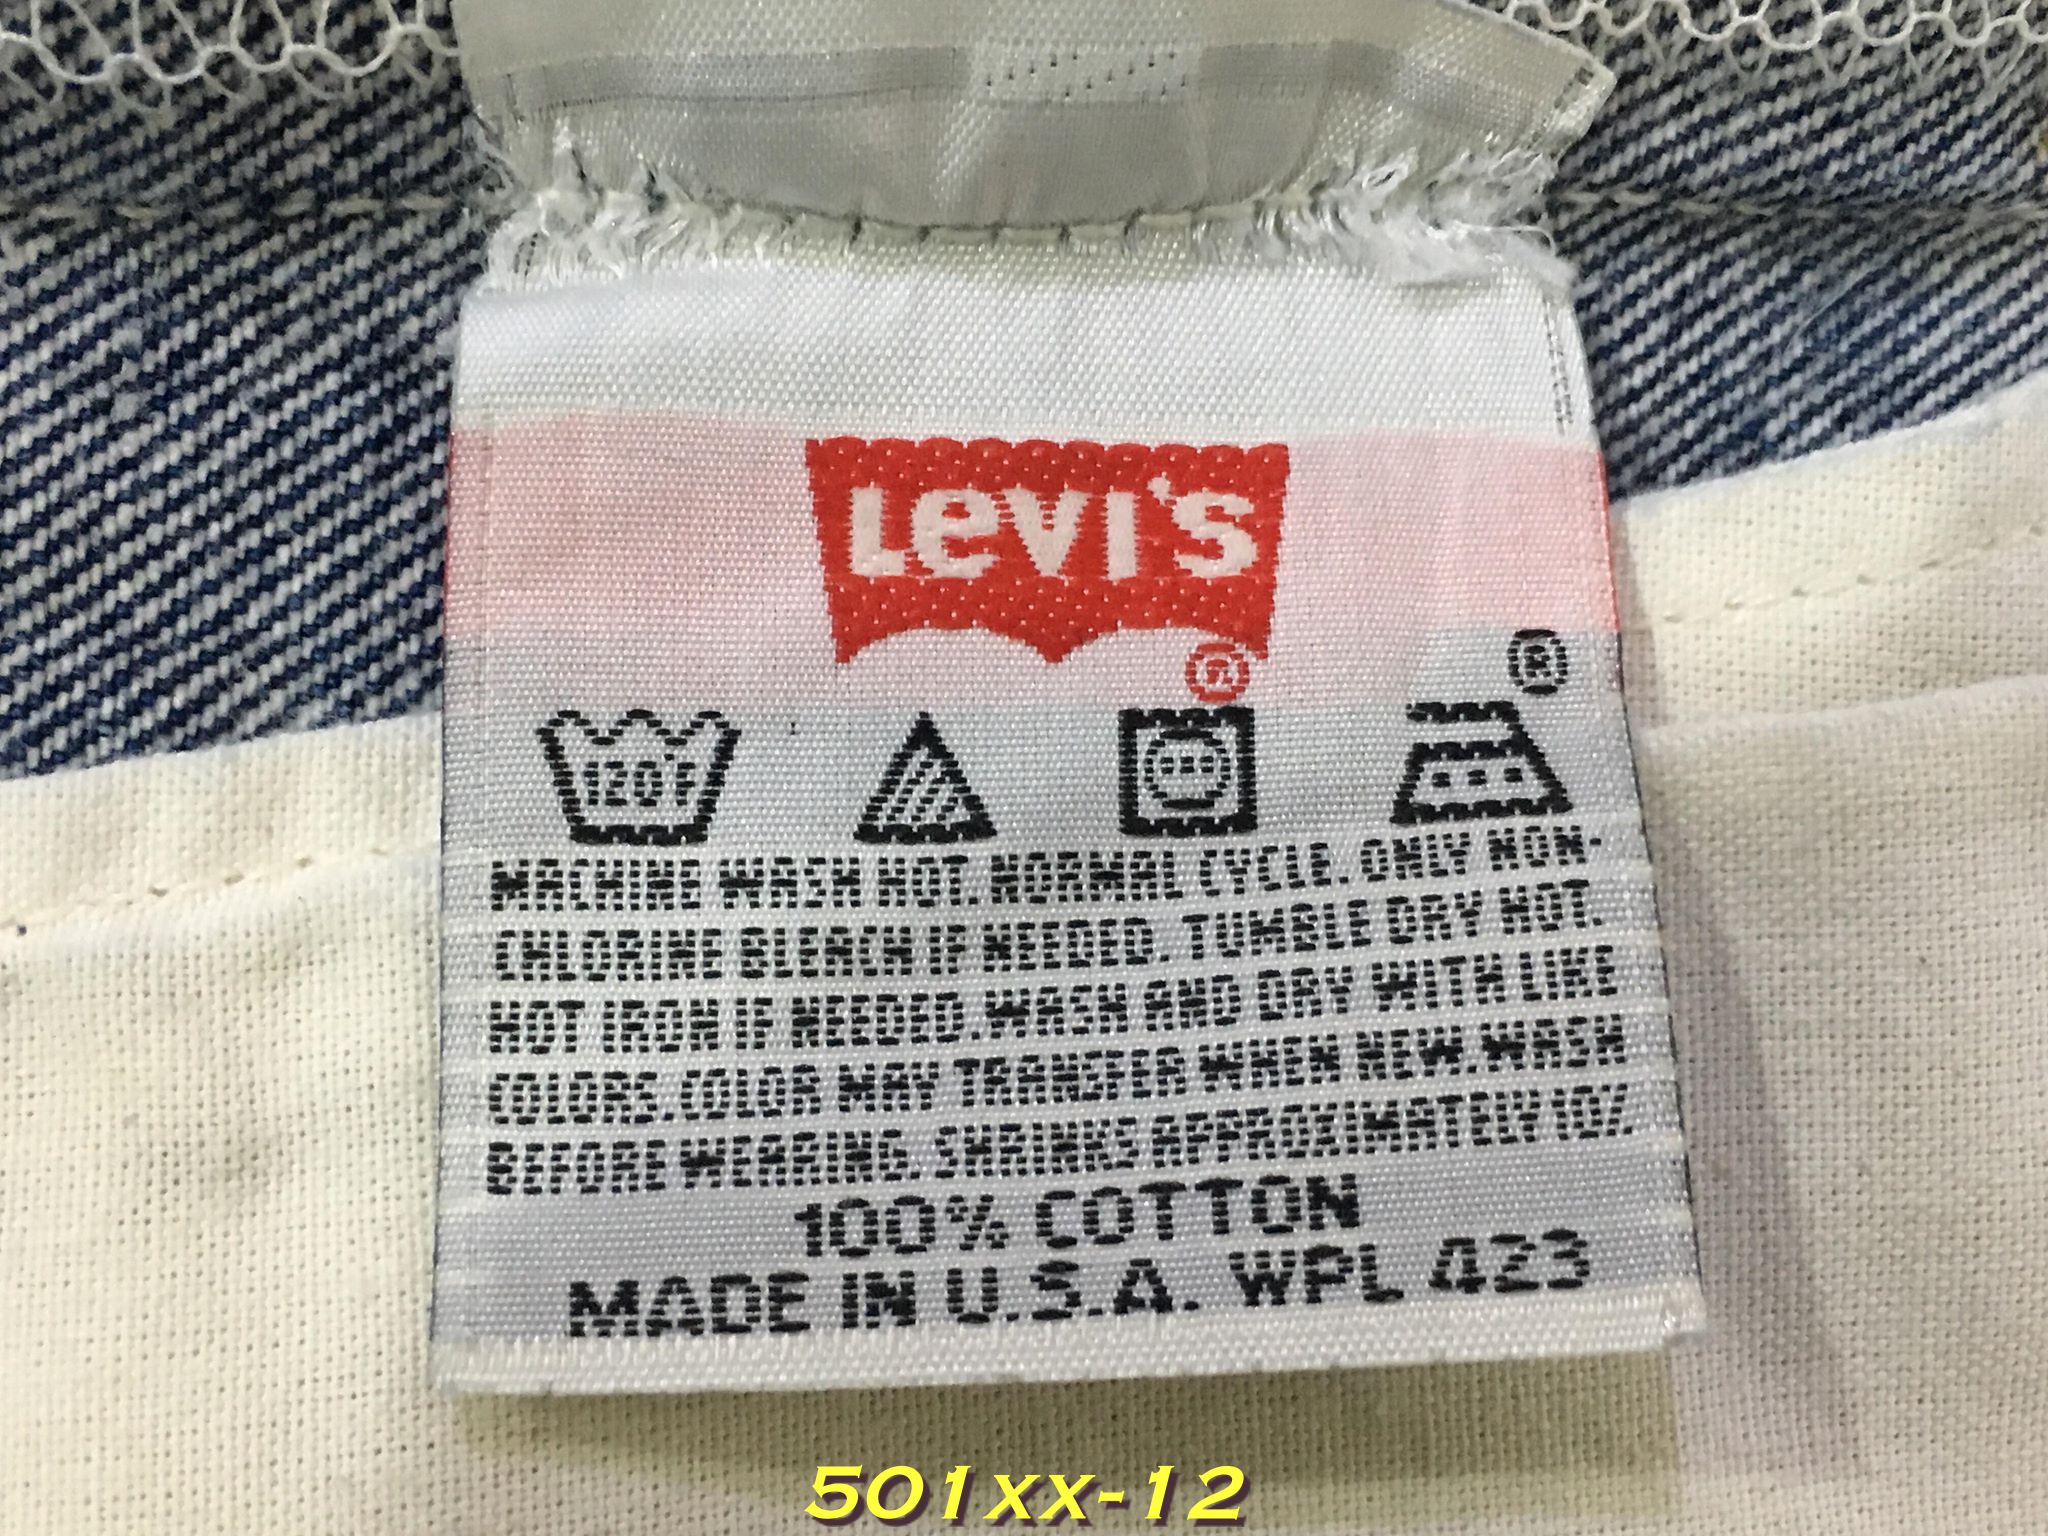 Levi's
®
®
120°F
MACHINE WASH HOT. NORMAL CYCLE. ONLY NON-
CHLORINE BLEACH IF NEEDED. TUMBLE DRY HOT.
HOT IRON IF NEEDED. WASH AND DRY WITH LIKE
COLORS. COLOR MAY TRANSFER WHEN NEW. WASH
BEFORE WEARING. SHRINKS APPROXIMATELY 10%
100% COTTON
MADE IN U.S.A. WPL 423
501xx-12